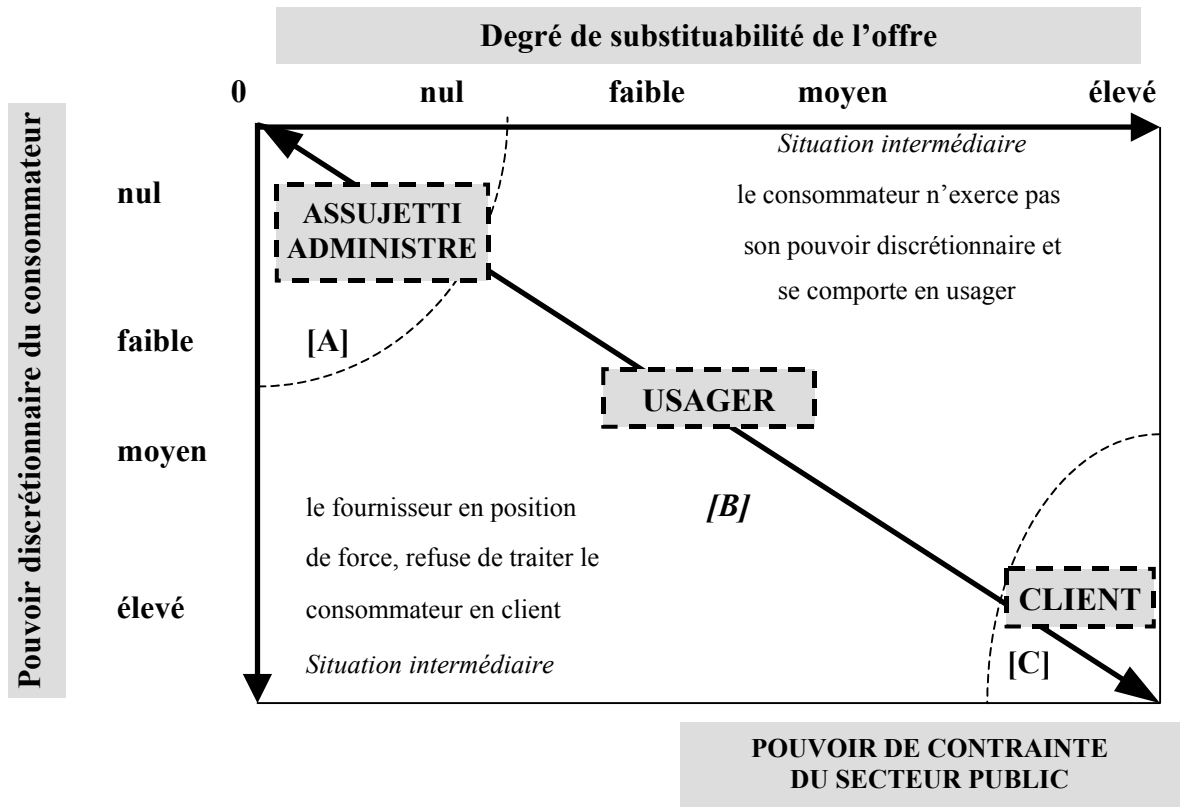 Degré de substituabilité de l’offre
0 nul faible moyen élevé
Pouvoir discrétionnaire du consommateur
nul
faible
moyen
élevé
Situation intermédiaire
le consommateur n’exerce pas
son pouvoir discrétionnaire et
se comporte en usager
ASSUJETTI
ADMINISTRE
[A]
USAGER
[B]
le fournisseur en position
de force, refuse de traiter le
consommateur en client
Situation intermédiaire
CLIENT
[C]
POUVOIR DE CONTRAINTE
DU SECTEUR PUBLIC